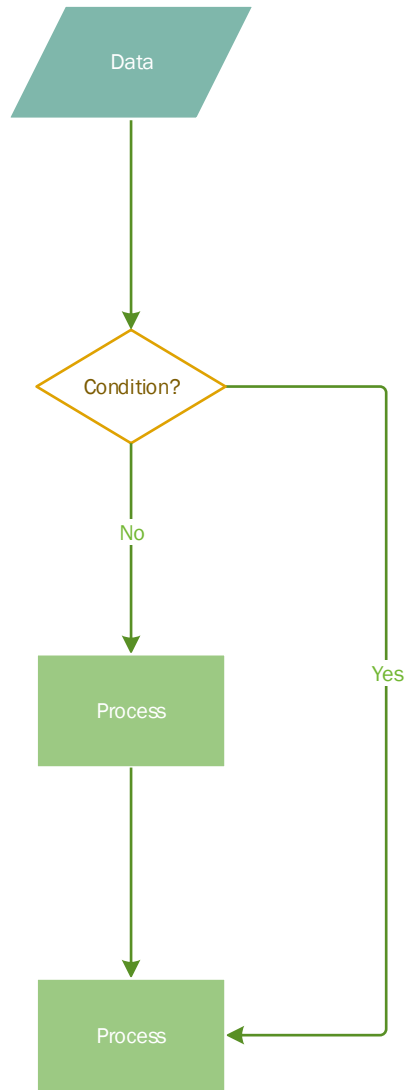 Data
Condition?
No
Yes
Process
Process